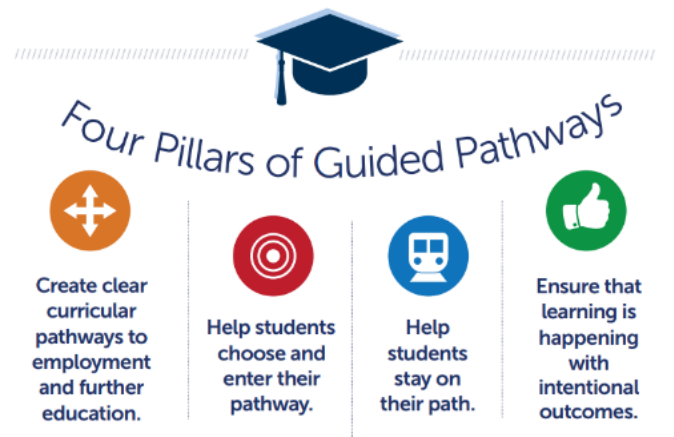 Four Pillars of Guided Pathways
Create clear
curricular
pathways to
employment
and further
education.
Help students
choose and
enter their
pathway.
Help
students
stay on
their path.
Ensure that
learning is
happening
with
intentional
outcomes.